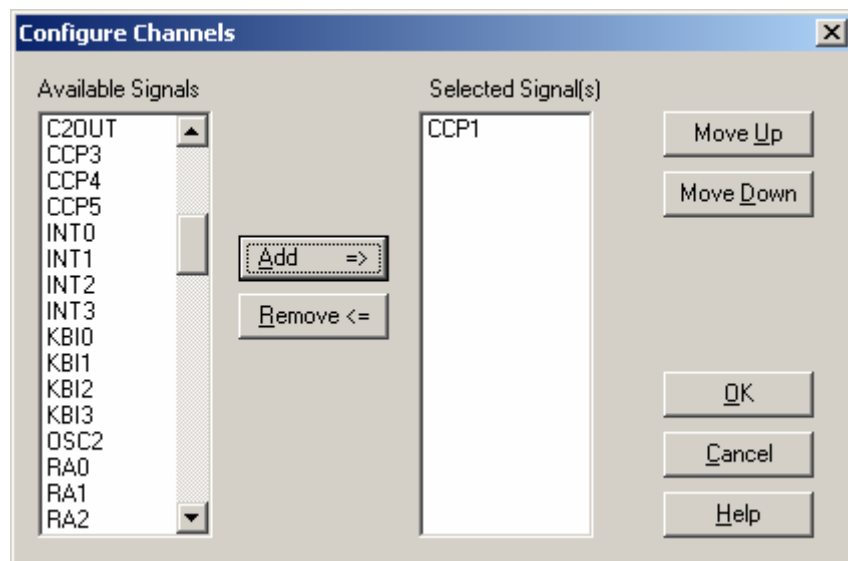 Configure Channels
Available Signals
C2OUT
CCP3
CCP4
CCP5
INT0
INT1
INT2
INT3
KBI0
KBI1
KBI2
KBI3
OSC2
RA0
RA1
RA2
Add =>
Remove <=
Selected Signal(s)
CCP1
Move Up
Move Down
OK
Cancel
Help